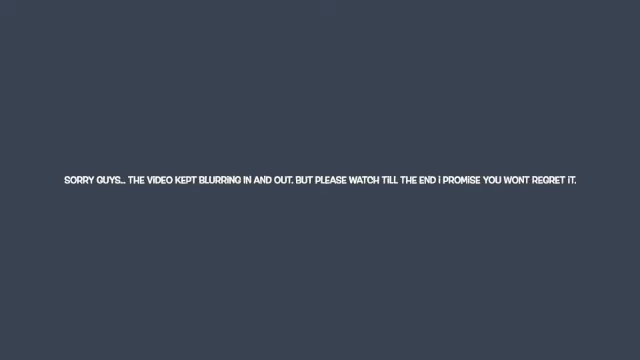 SORRY GUYS... THE VIDEO KEPT BLURRING IN AND OUT. BUT PLEASE WATCH TiLL THE END i PROMiSE YOU WONT REGRET iT.